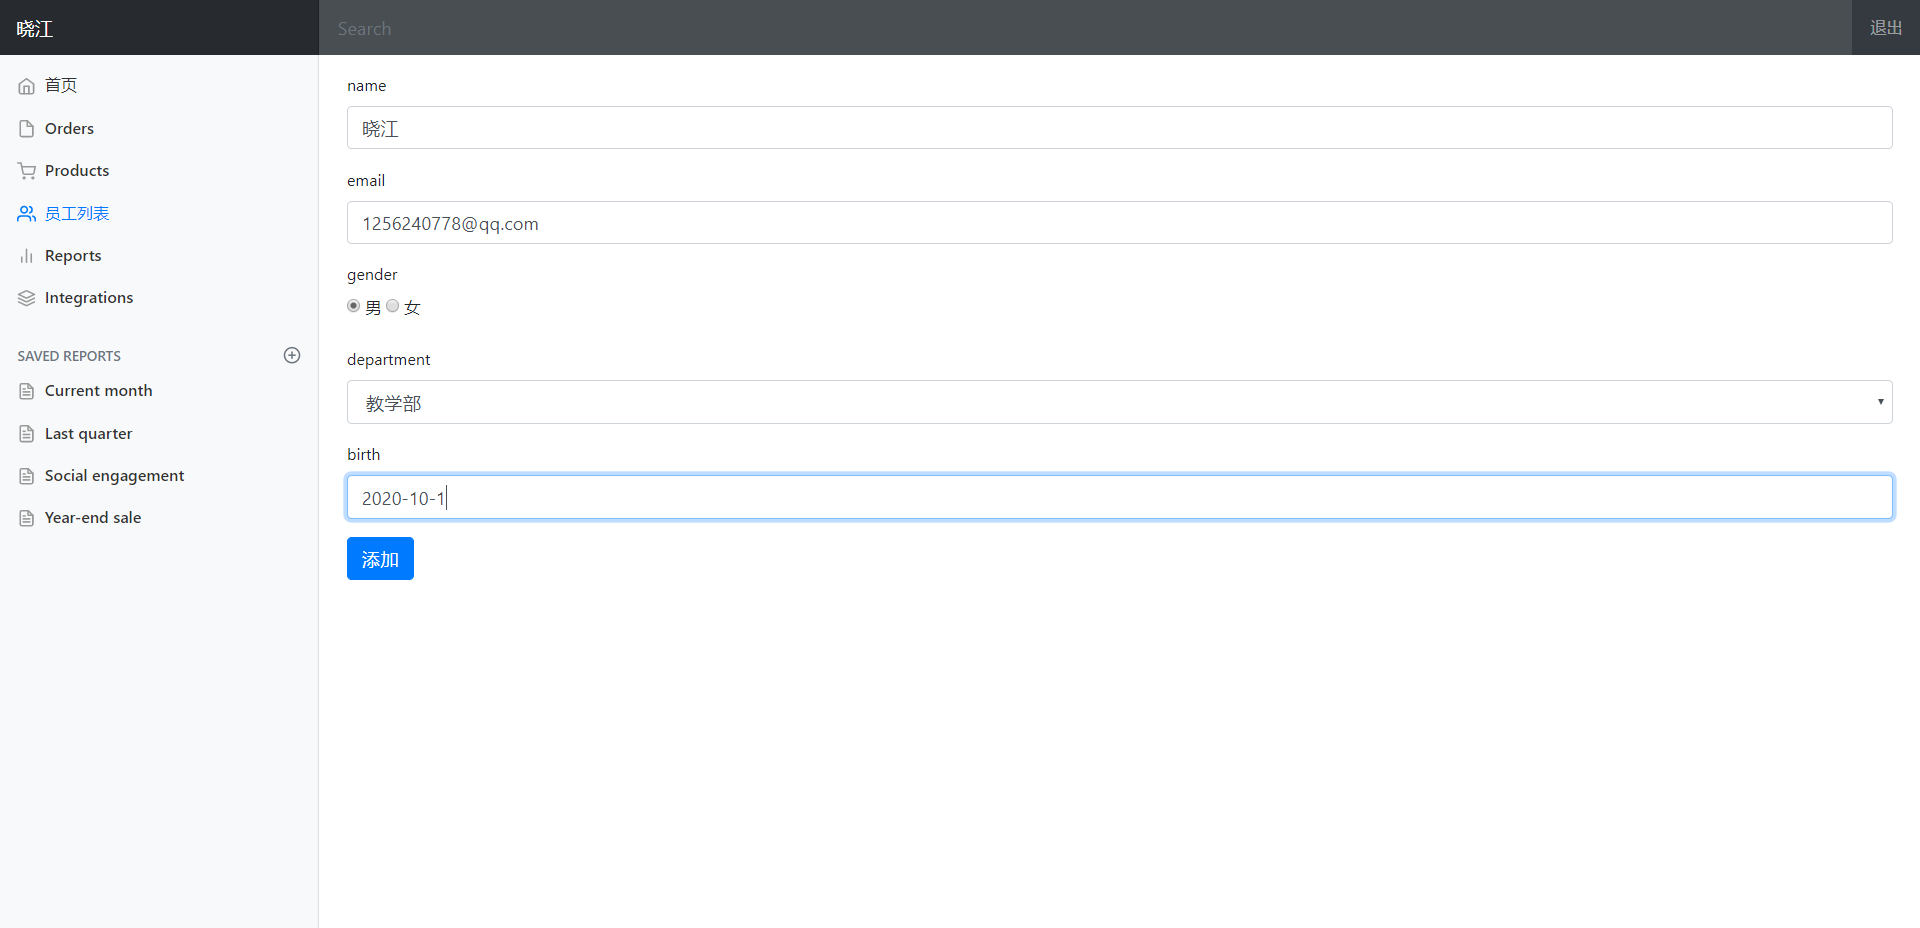 晓江
Search
退出
首页
Orders
Products
员工列表
Reports
Integrations
SAVED REPORTS
Current month
Last quarter
Social engagement
Year-end sale
name
晓江
email
1256240778@qq.com
gender
男 女
department
教学部
birth
2020-10-1
添加